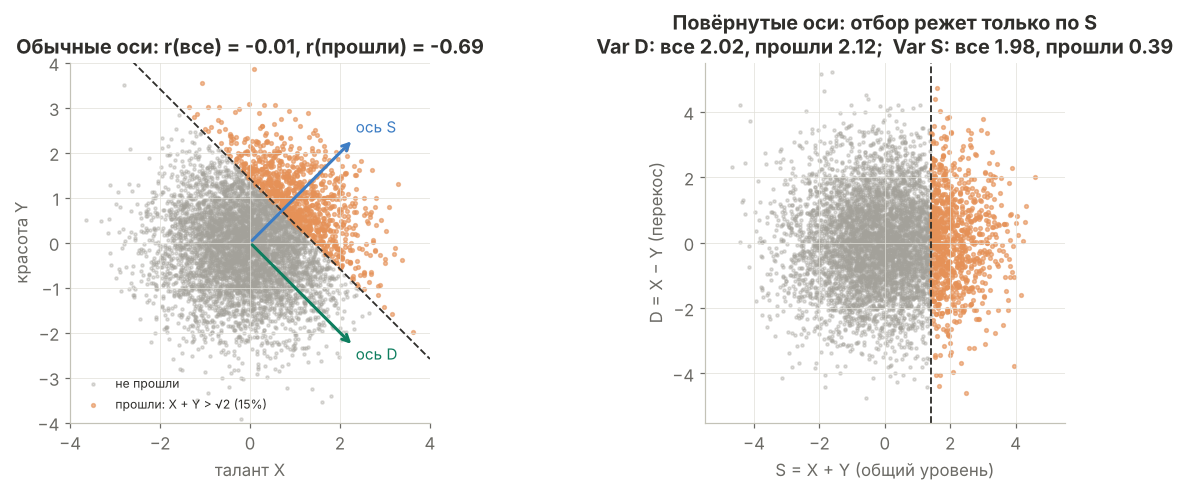 Обычные оси: r(все) = -0.01, r(прошли) = -0.69
4
3
2
1
0
−1
−2
−3
−4
красота Y
ось S
ось D
не прошли
прошли: X + Y > √2 (15%)
−4
−2
0
2
4
талант X
Повёрнутые оси: отбор режет только по S
Var D: все 2.02, прошли 2.12; Var S: все 1.98, прошли 0.39
4
2
0
−2
−4
D = X − Y (перекос)
−4
−2
0
2
4
S = X + Y (общий уровень)